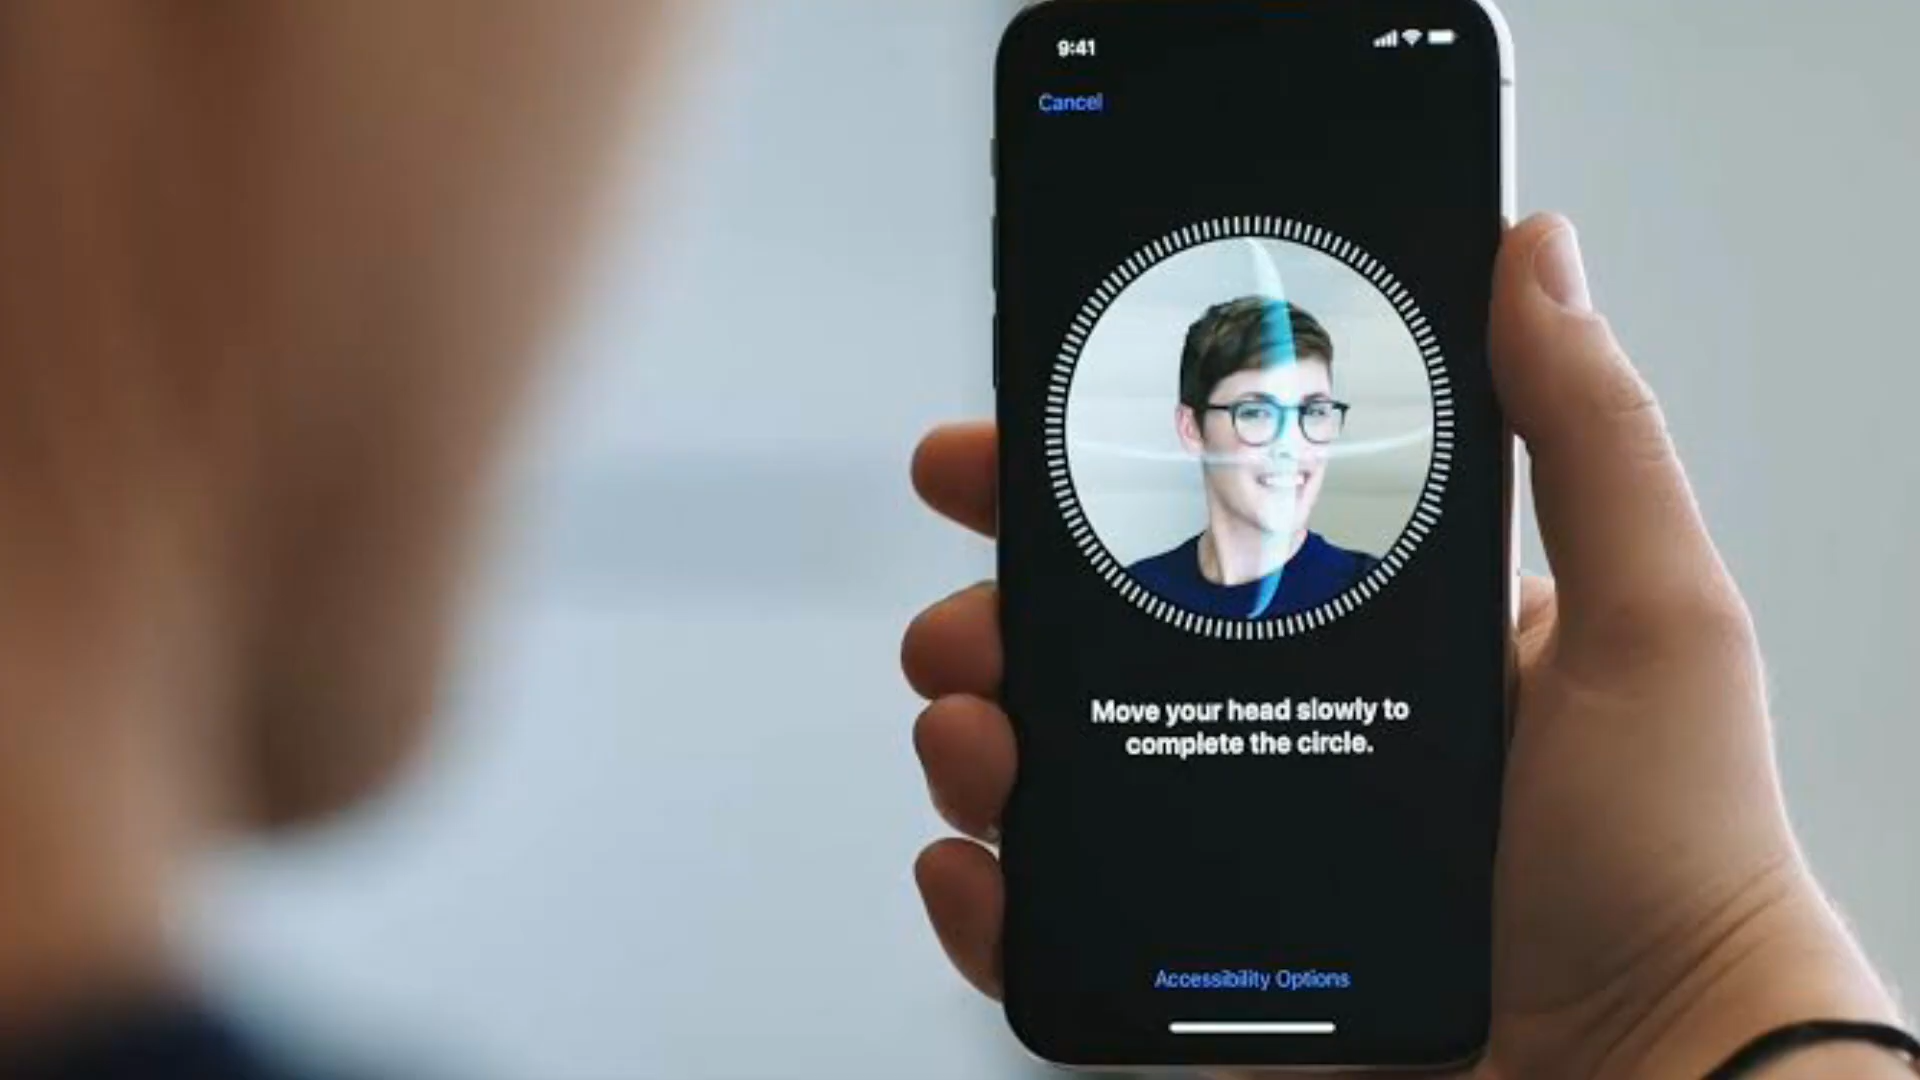 9:41
Cancel
Move your head slowly to
complete the circle.
Accessibility Options